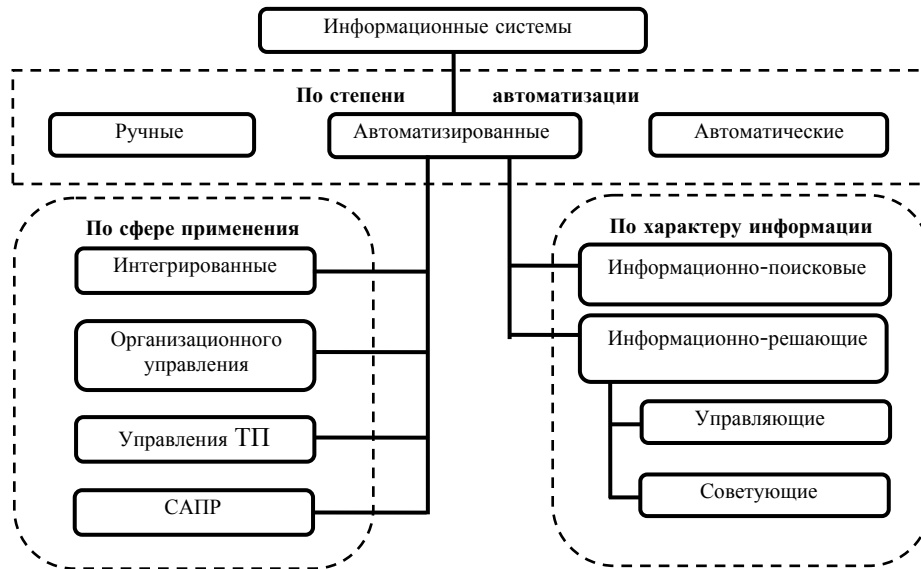 Информационные системы
По степени автоматизации
Ручные
Автоматизированные
Автоматические
По сфере применения
Интегрированные
Организационного
управления
Управления ТП
САПР
По характеру информации
Информационно-поисковые
Информационно-решающие
Управляющие
Советующие